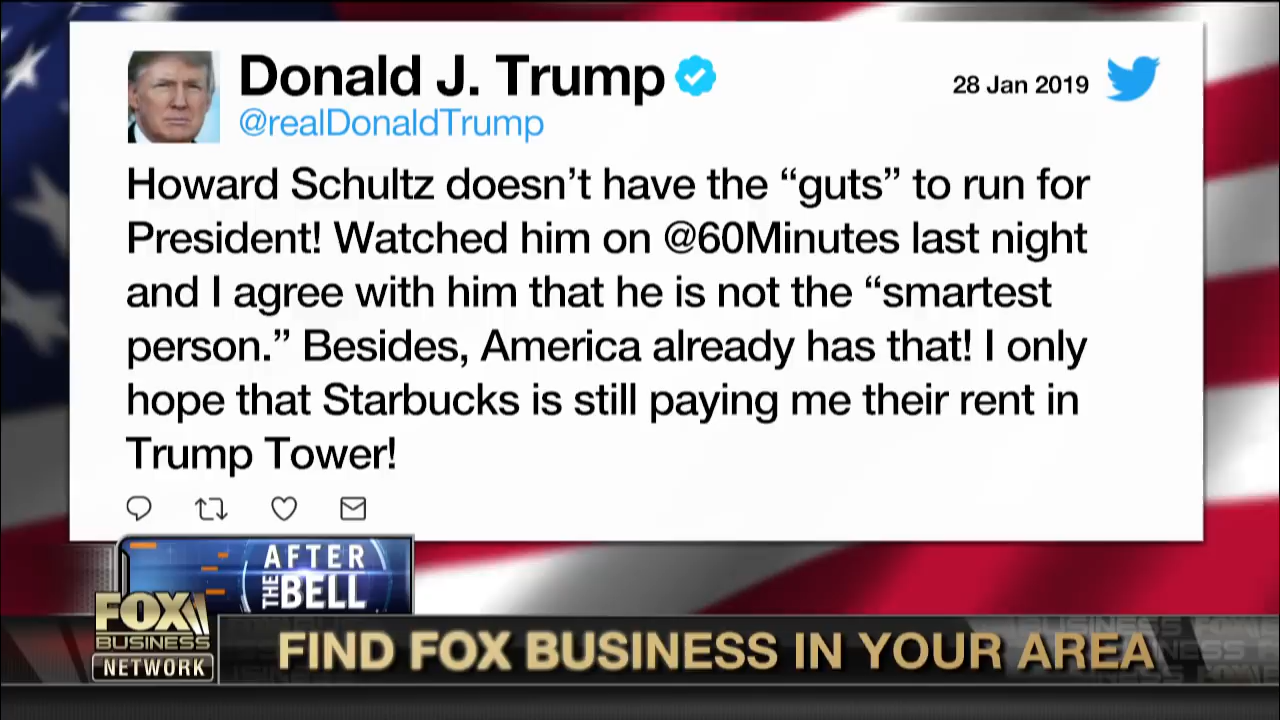 Donald J. Trump
@realDonaldTrump
28 Jan 2019
Howard Schultz doesn’t have the “guts” to run for
President! Watched him on @60Minutes last night
and I agree with him that he is not the “smartest
person.” Besides, America already has that! I only
hope that Starbucks is still paying me their rent in
Trump Tower!
AFTER
THE BELL
FOX
BUSINESS
NETWORK
FIND FOX BUSINESS IN YOUR AREA